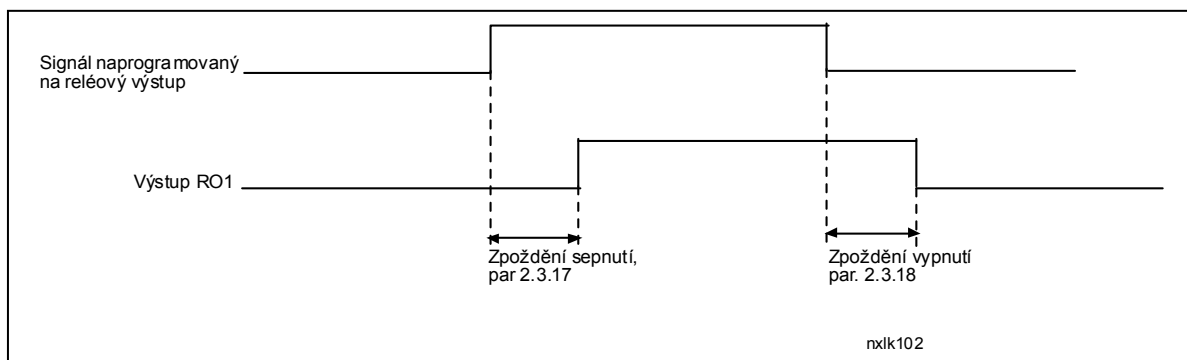 Signál naprogramovaný
na reléový výstup
Výstup RO1
Zpoždění sepnutí,
par 2.3.17
Zpoždění vypnutí
par. 2.3.18
nxlk102